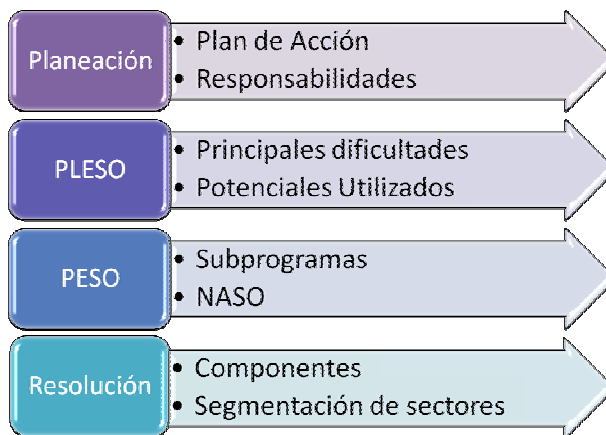 Planeación
• Plan de Acción
• Responsabilidades
PLESO
• Principales dificultades
• Potenciales Utilizados
PESO
• Subprogramas
• NASO
Resolución
• Componentes
• Segmentación de sectores